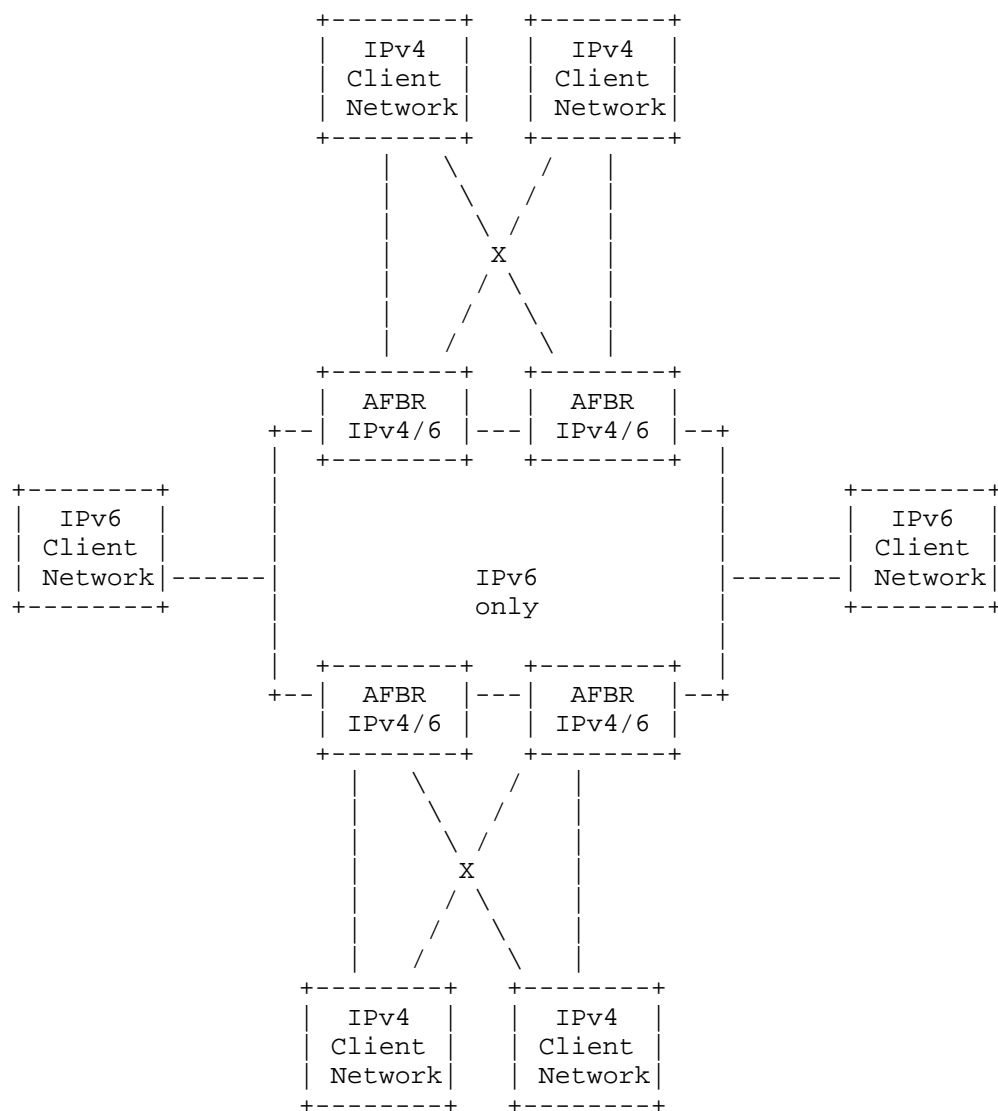 IPv4 IPv4
Client Client
Network Network
X
AFBR AFBR
IPv4/6 IPv4/6
IPv6 IPv6
Client Client
Network IPv6 Network
only
AFBR AFBR
IPv4/6 IPv4/6
X
IPv4 IPv4
Client Client
Network Network